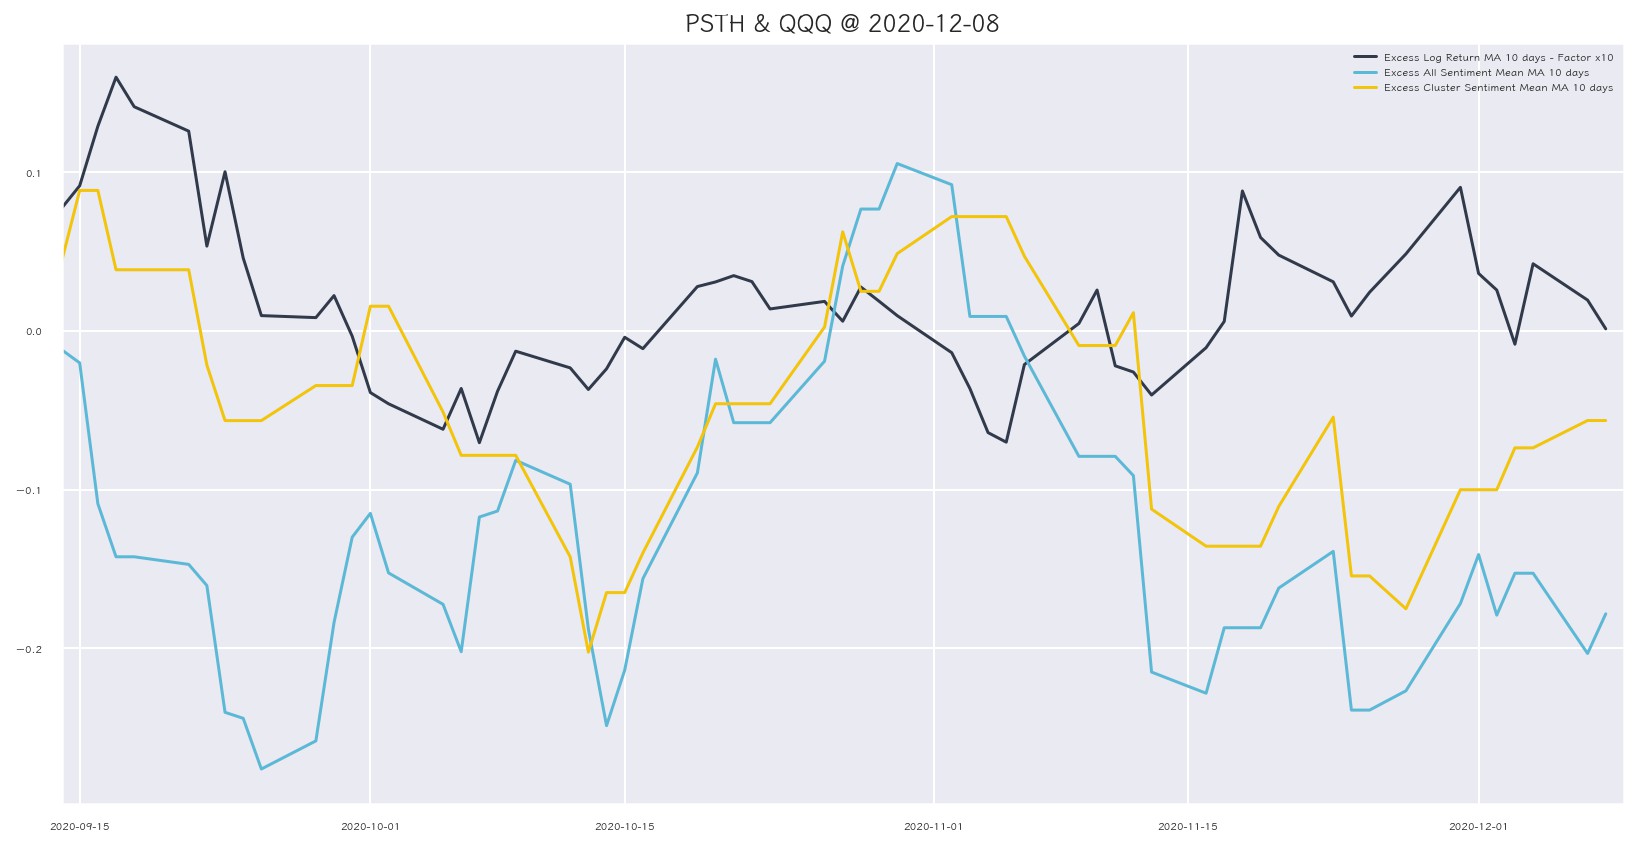 PSTH & QQQ @ 2020-12-08
Excess Log Return MA 10 days - Factor x10
Excess All Sentiment Mean MA 10 days
Excess Cluster Sentiment Mean MA 10 days
0.1
0.0
−0.1
−0.2
2020-09-15 2020-10-01 2020-10-15 2020-11-01 2020-11-15 2020-12-01